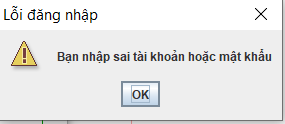 Lỗi đăng nhập
Bạn nhập sai tài khoản hoặc mật khẩu
OK